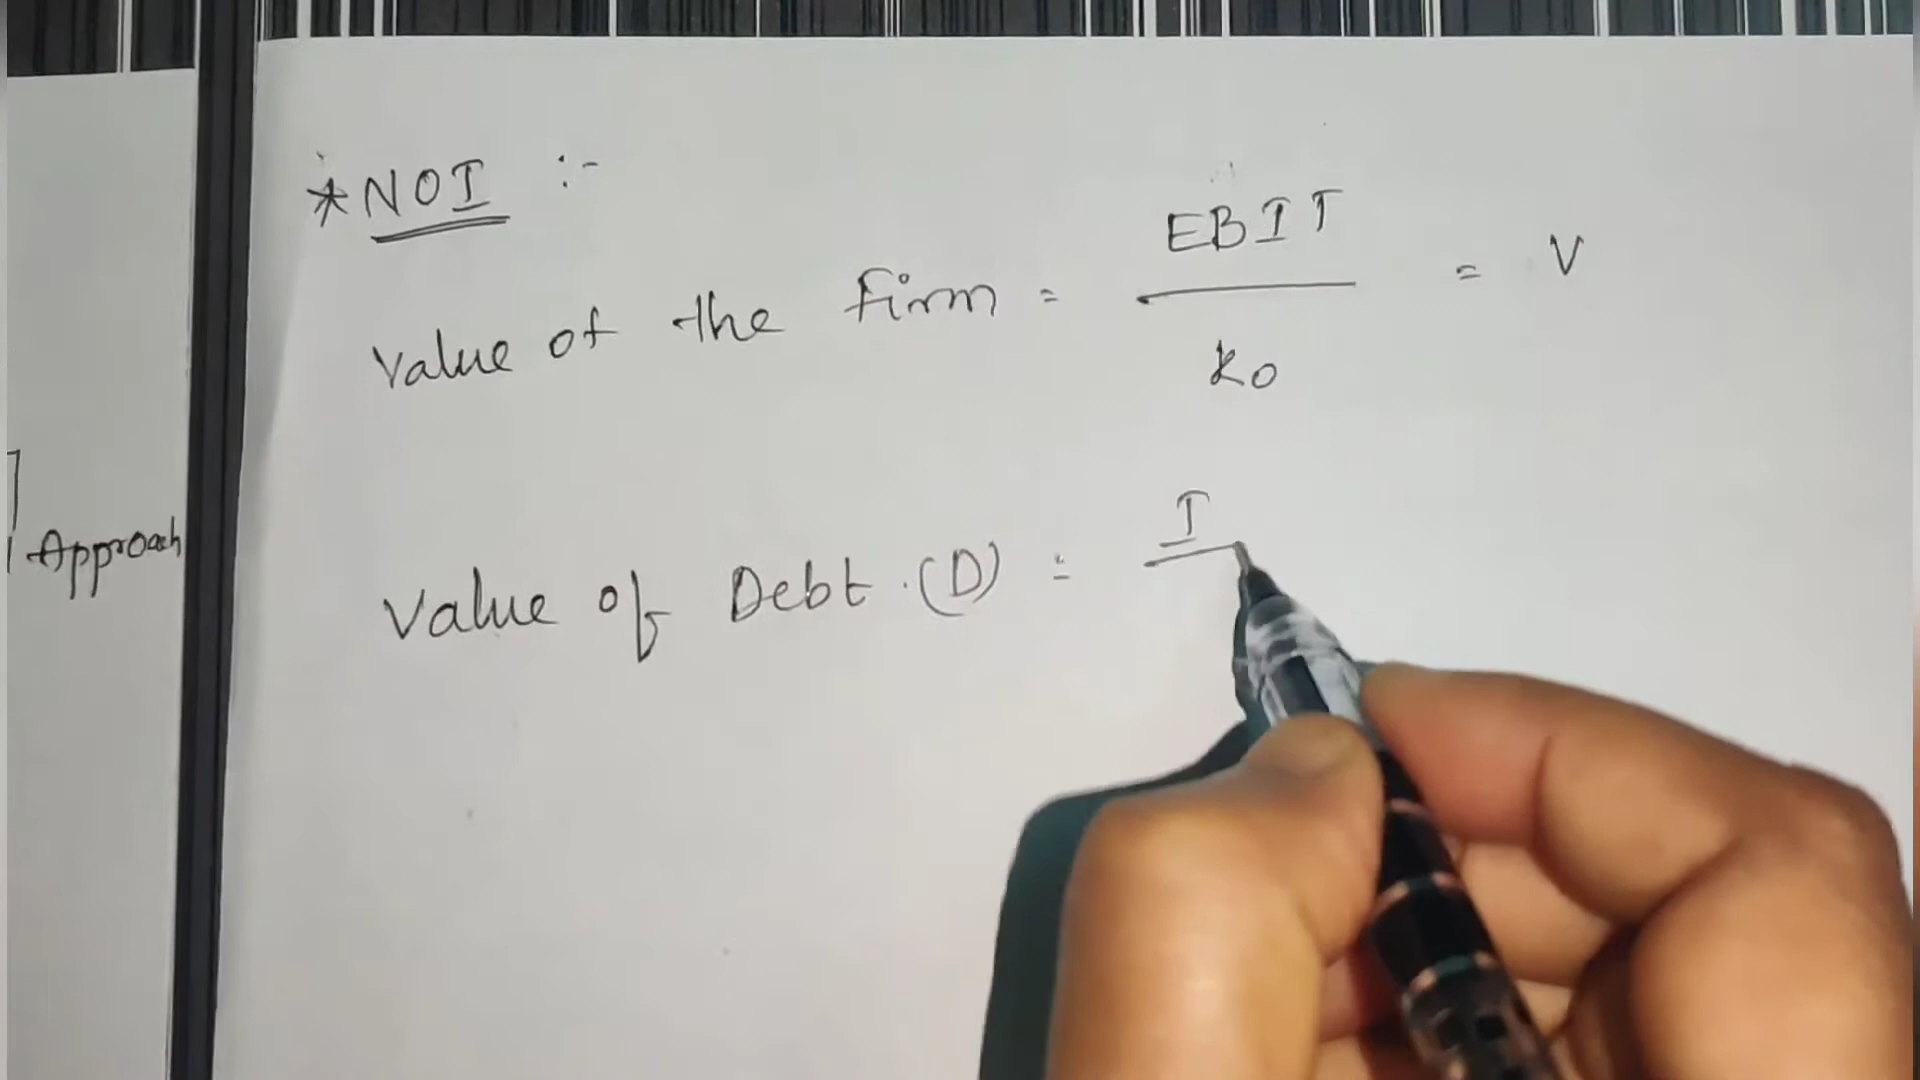 Approach
* NOI :-
Value of the firm = EBIT / Ko = V
Value of Debt. (D) = I